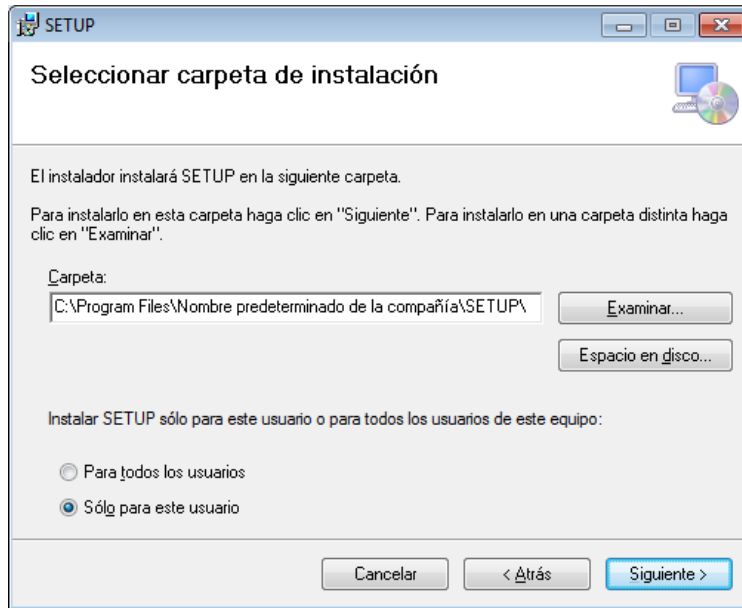 SETUP
Seleccionar carpeta de instalación
El instalador instalará SETUP en la siguiente carpeta.
Para instalarlo en esta carpeta haga clic en "Siguiente". Para instalarlo en una carpeta distinta haga
clic en "Examinar".
Carpeta:
C:\Program Files\Nombre predeterminado de la compañía\SETUP\
Examinar...
Espacio en disco...
Instalar SETUP sólo para este usuario o para todos los usuarios de este equipo:
Para todos los usuarios
Sólo para este usuario
Cancelar
< Atrás
Siguiente >